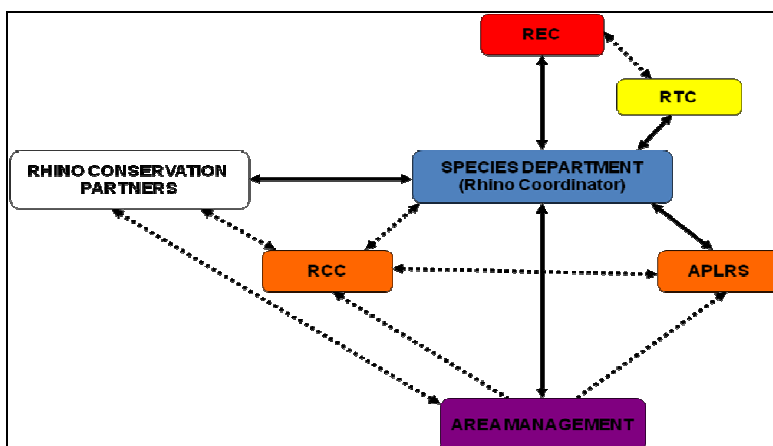 REC
RTC
RHINO CONSERVATION
PARTNERS
SPECIES DEPARTMENT
(Rhino Coordinator)
RCC
APLRS
AREA MANAGEMENT